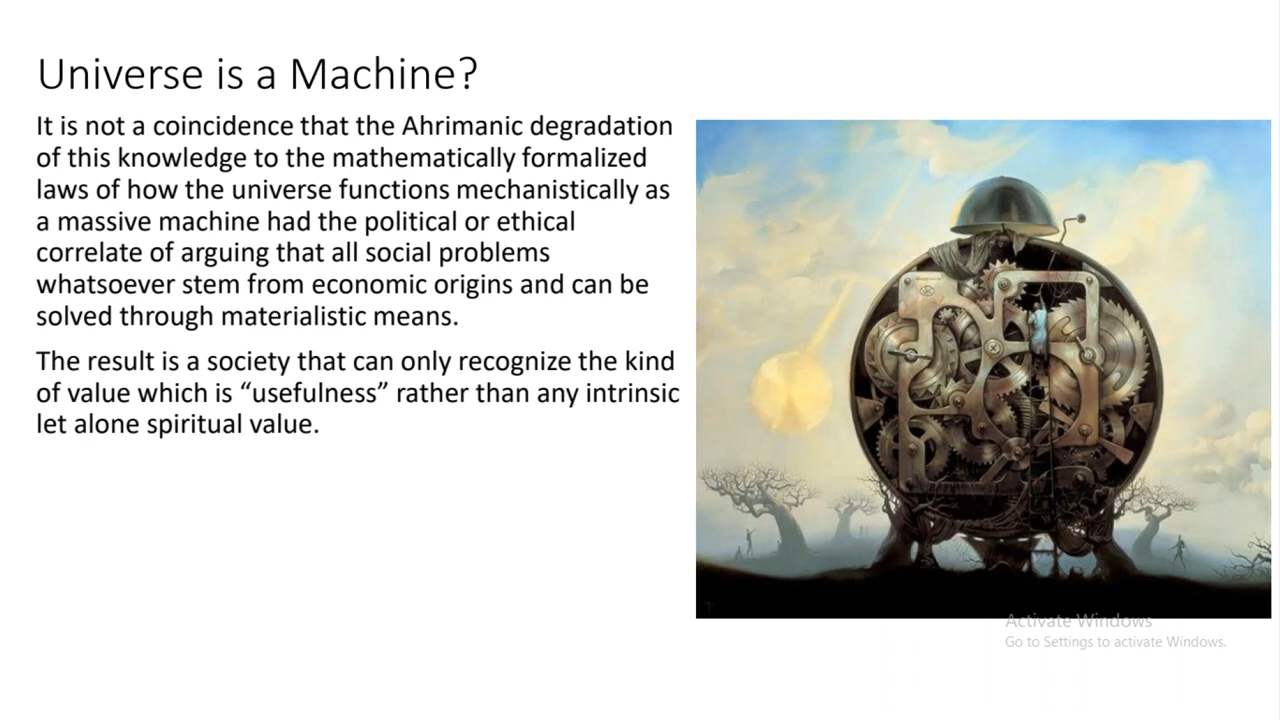 Universe is a Machine?
It is not a coincidence that the Ahrimanic degradation
of this knowledge to the mathematically formalized
laws of how the universe functions mechanistically as
a massive machine had the political or ethical
correlate of arguing that all social problems
whatsoever stem from economic origins and can be
solved through materialistic means.
The result is a society that can only recognize the kind
of value which is “usefulness” rather than any intrinsic
let alone spiritual value.
Activate Windows
Go to Settings to activate Windows.